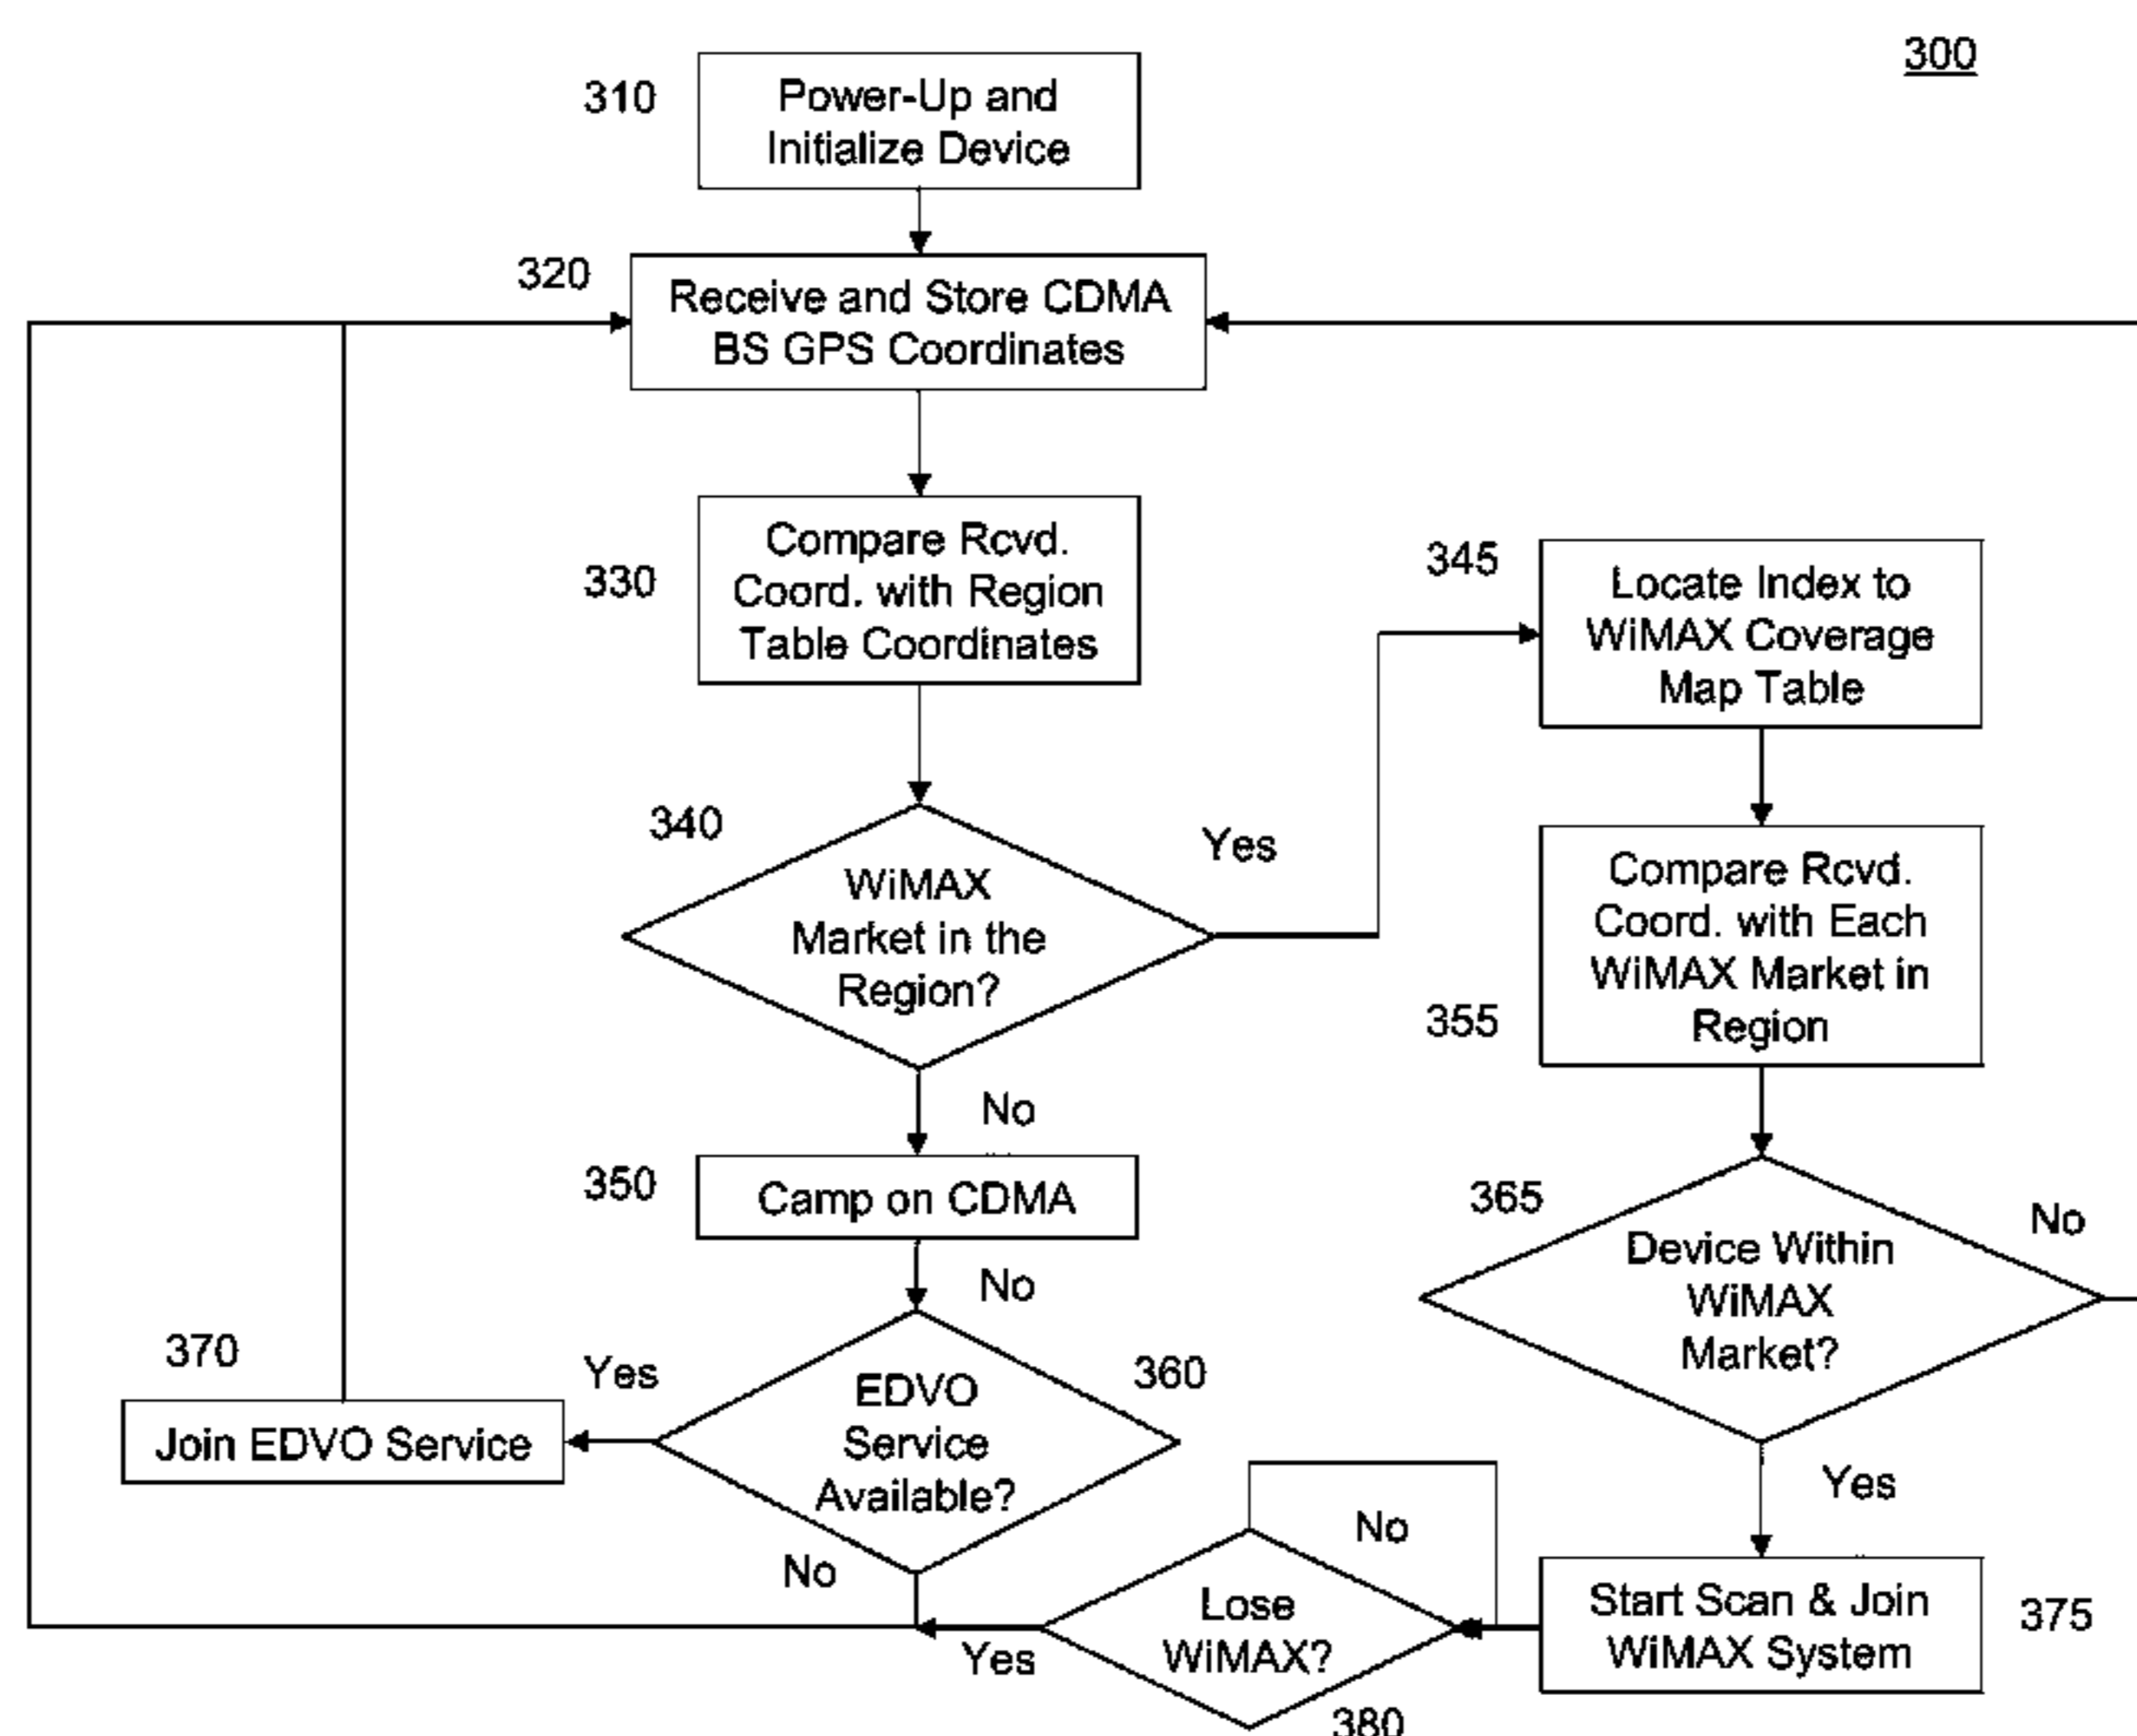 300
310
Power-Up and
Initialize Device
320
Receive and Store CDMA
BS GPS Coordinates
330
Compare Rcvd.
Coord. with Region
Table Coordinates
340
WiMAX
Market in the
Region?
Yes
345
Locate Index to
WiMAX Coverage
Map Table
355
Compare Rcvd.
Coord. with Each
WiMAX Market in
Region
No
350
Camp on CDMA
No
365
Device Within
WiMAX
Market?
No
360
EDVO
Service
Available?
Yes
370
Join EDVO Service
No
Yes
375
Start Scan & Join
WiMAX System
No
Lose
WiMAX?
Yes
380